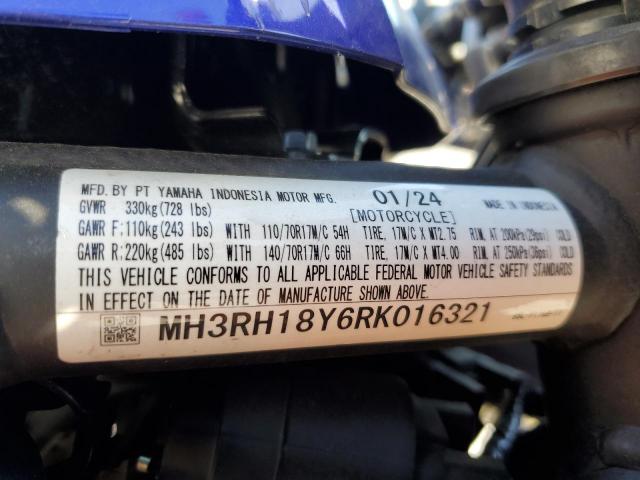 MFD. BY PT YAMAHA INDONESIA MOTOR MFG. 01/24 MADE IN INDONESIA
GVWR 330kg(728 lbs) [MOTORCYCLE]
GAWR F:110kg(243 lbs) WITH 110/70R17M/C 54H TIRE, 17M/C X MT2.75 RIM, AT 200kPa(29psi) COLD
GAWR R:220kg(485 lbs) WITH 140/70R17M/C 66H TIRE, 17M/C X MT4.00 RIM, AT 250kPa(36psi) COLD
THIS VEHICLE CONFORMS TO ALL APPLICABLE FEDERAL MOTOR VEHICLE SAFETY STANDARDS
IN EFFECT ON THE DATE OF MANUFACTURE SHOWN ABOVE.
MH3RH18Y6RK016321